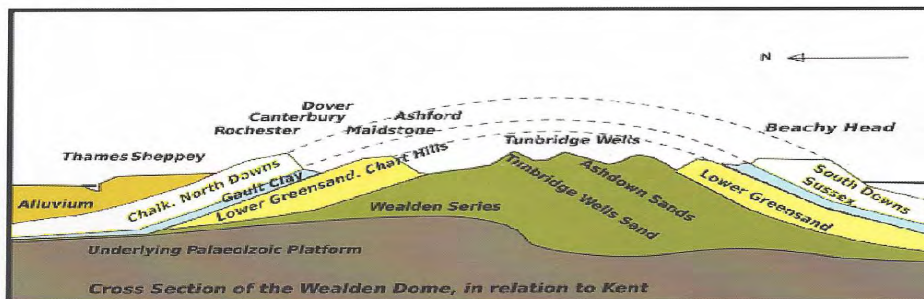 N
Dover
Canterbury
Ashford
Rochester
Maidstone
Tunbridge Wells
Beachy Head
Thames
Sheppey
Alluvium
Chalk. North Downs
Gault Clay
Lower Greensand. Chart Hills
Wealden Series
Tunbridge Wells Sand
Ashdown Sands
Lower Greensand
South Downs
Sussex
Underlying Palaeolzoic Platform
Cross Section of the Wealden Dome, in relation to Kent